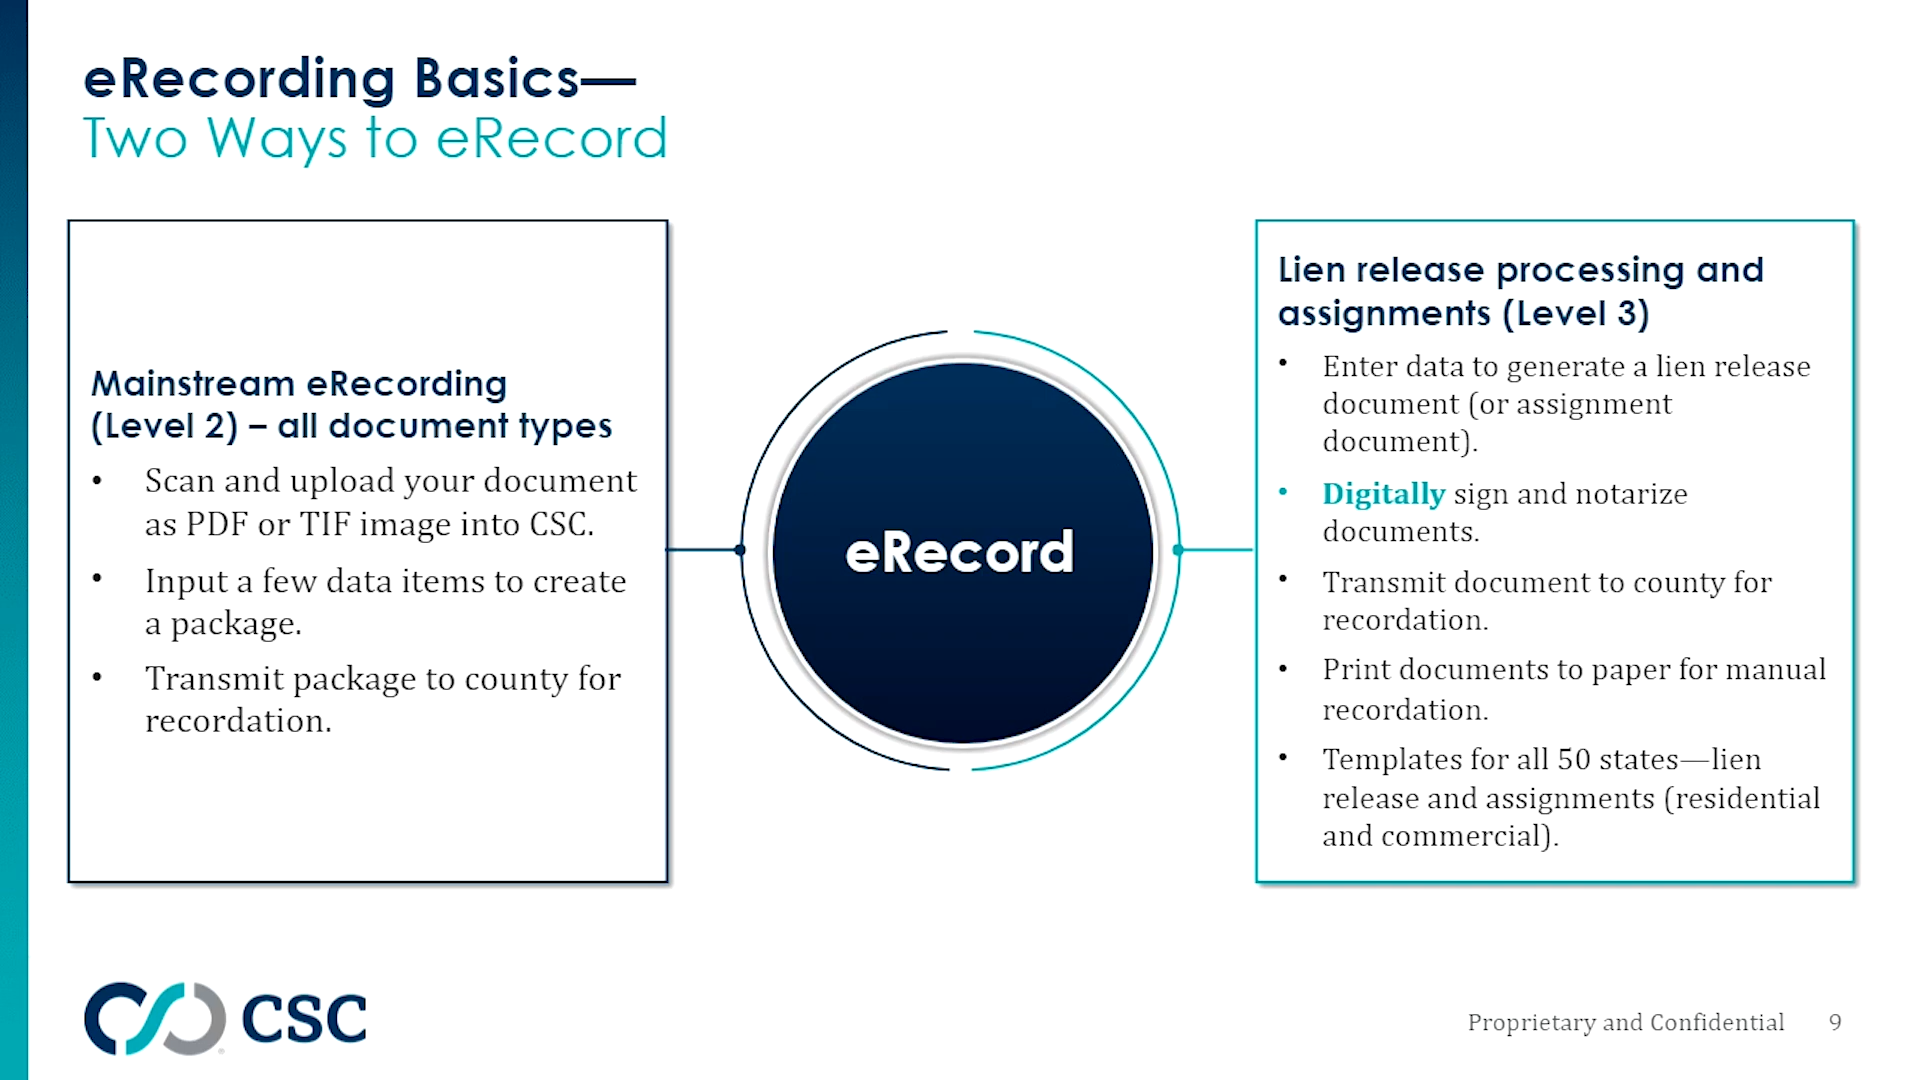 eRecording Basics—
Two Ways to eRecord
Mainstream eRecording
(Level 2) – all document types
• Scan and upload your document
as PDF or TIF image into CSC.
• Input a few data items to create
a package.
• Transmit package to county for
recordation.
eRecord
Lien release processing and
assignments (Level 3)
• Enter data to generate a lien release
document (or assignment
document).
• Digitally sign and notarize
documents.
• Transmit document to county for
recordation.
• Print documents to paper for manual
recordation.
• Templates for all 50 states—lien
release and assignments (residential
and commercial).
CSC
Proprietary and Confidential 9